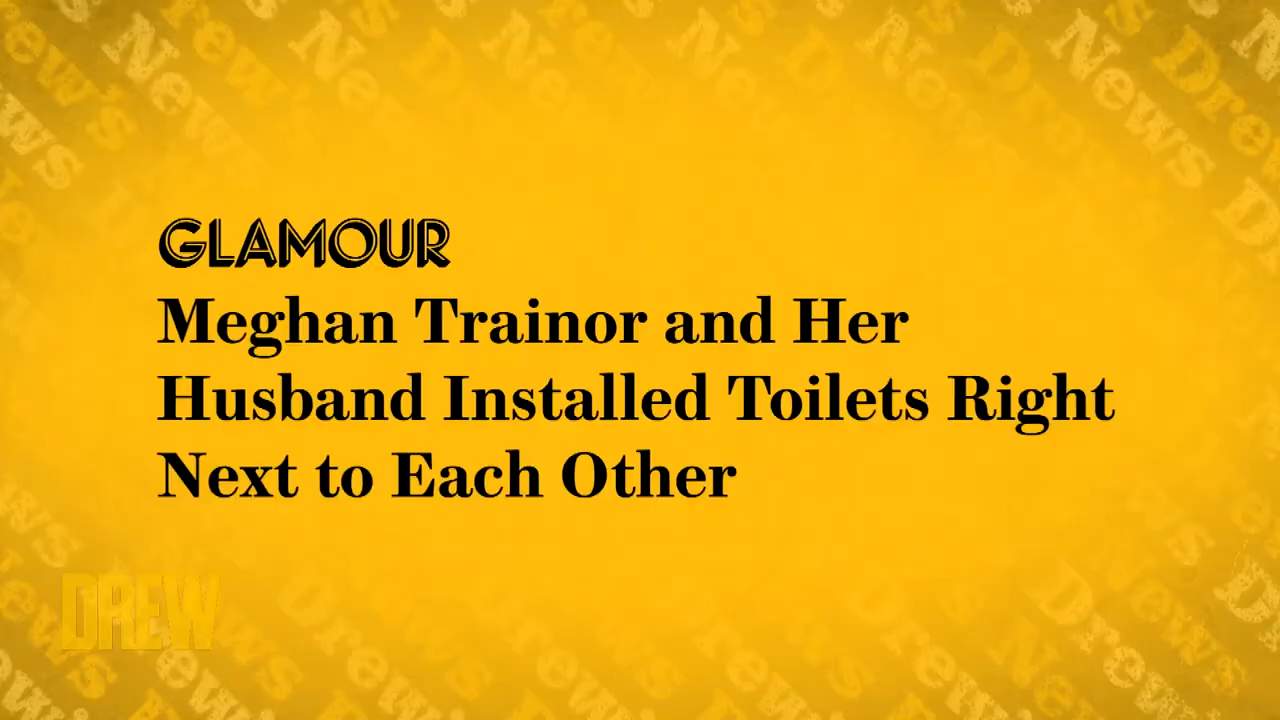 GLAMOUR
Meghan Trainor and Her
Husband Installed Toilets Right
Next to Each Other
DREW